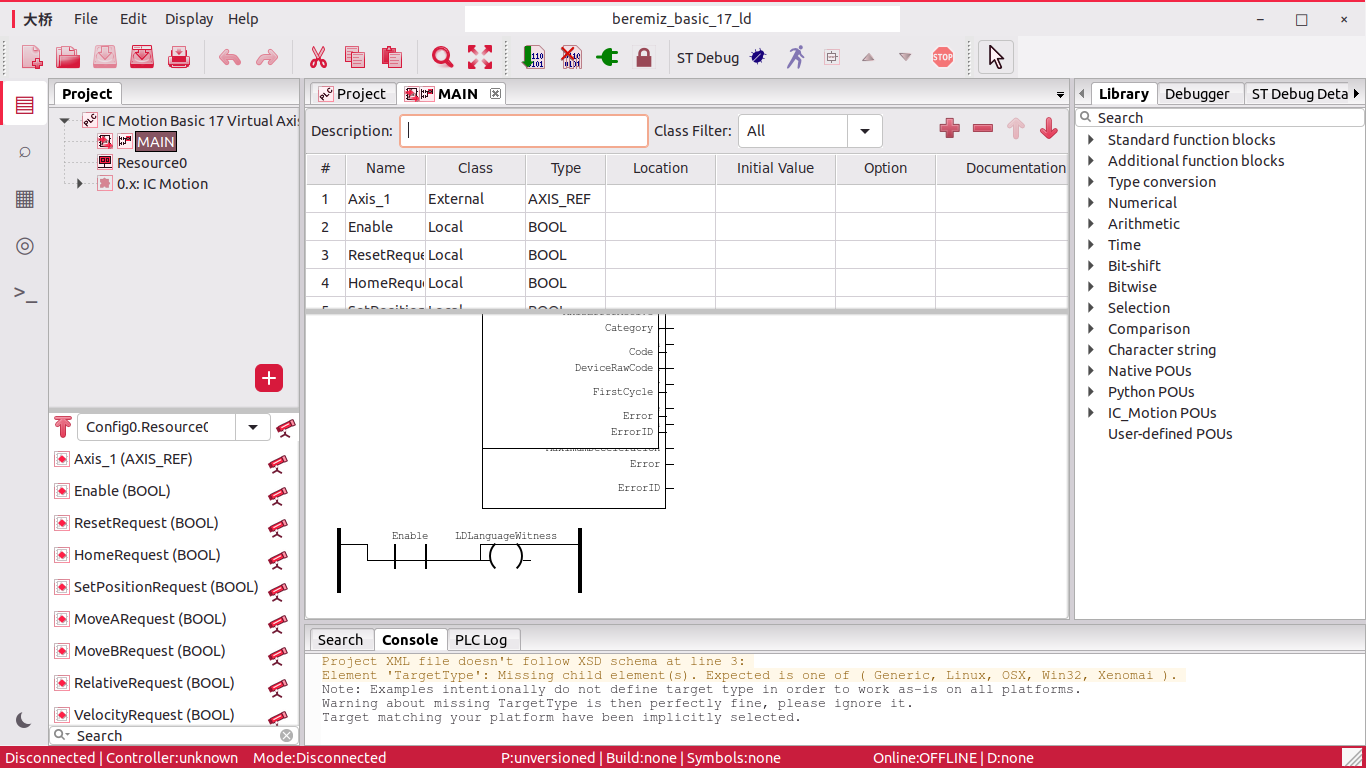 大桥 File Edit Display Help
beremiz_basic_17_ld
ST Debug
STOP
Project
IC Motion Basic 17 Virtual Axis
MAIN
Resource0
0.x: IC Motion
Config0.Resource0
Axis_1 (AXIS_REF)
Enable (BOOL)
ResetRequest (BOOL)
HomeRequest (BOOL)
SetPositionRequest (BOOL)
MoveARequest (BOOL)
MoveBRequest (BOOL)
RelativeRequest (BOOL)
VelocityRequest (BOOL)
Search
Project MAIN
Description: Class Filter: All
# Name Class Type Location Initial Value Option Documentation
1 Axis_1 External AXIS_REF
2 Enable Local BOOL
3 ResetReque Local BOOL
4 HomeReque Local BOOL
5 SetPosition Local BOOL
Category
Code
DeviceRawCode
FirstCycle
Error
ErrorID
MaximumDeceleration
Error
ErrorID
Enable LDLanguageWitness
Search Console PLC Log
Project XML file doesn't follow XSD schema at line 3:
Element 'TargetType': Missing child element(s). Expected is one of ( Generic, Linux, OSX, Win32, Xenomai ).
Note: Examples intentionally do not define target type in order to work as-is on all platforms.
Warning about missing TargetType is then perfectly fine, please ignore it.
Target matching your platform have been implicitly selected.
Library Debugger ST Debug Deta
Search
Standard function blocks
Additional function blocks
Type conversion
Numerical
Arithmetic
Time
Bit-shift
Bitwise
Selection
Comparison
Character string
Native POUs
Python POUs
IC_Motion POUs
User-defined POUs
Disconnected | Controller:unknown Mode:Disconnected P:unversioned | Build:none | Symbols:none Online:OFFLINE | D:none